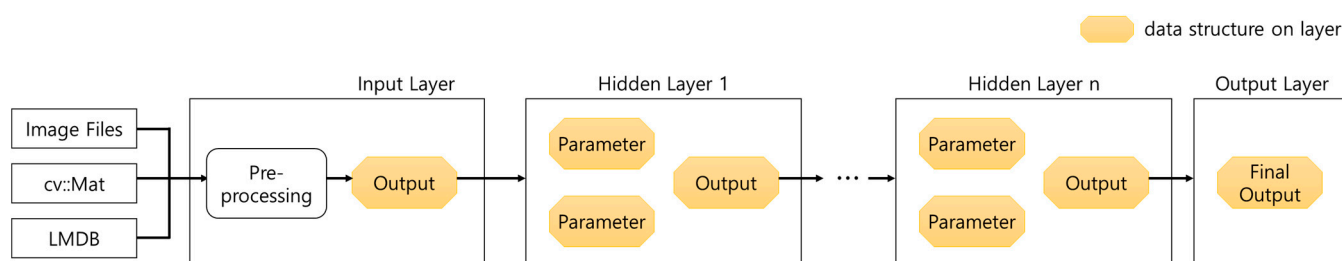 data structure on layer
Input Layer
Hidden Layer 1
Hidden Layer n
Output Layer
Image Files
cv::Mat
LMDB
Pre-
processing
Output
Parameter
Parameter
Output
...
Parameter
Parameter
Output
Final
Output